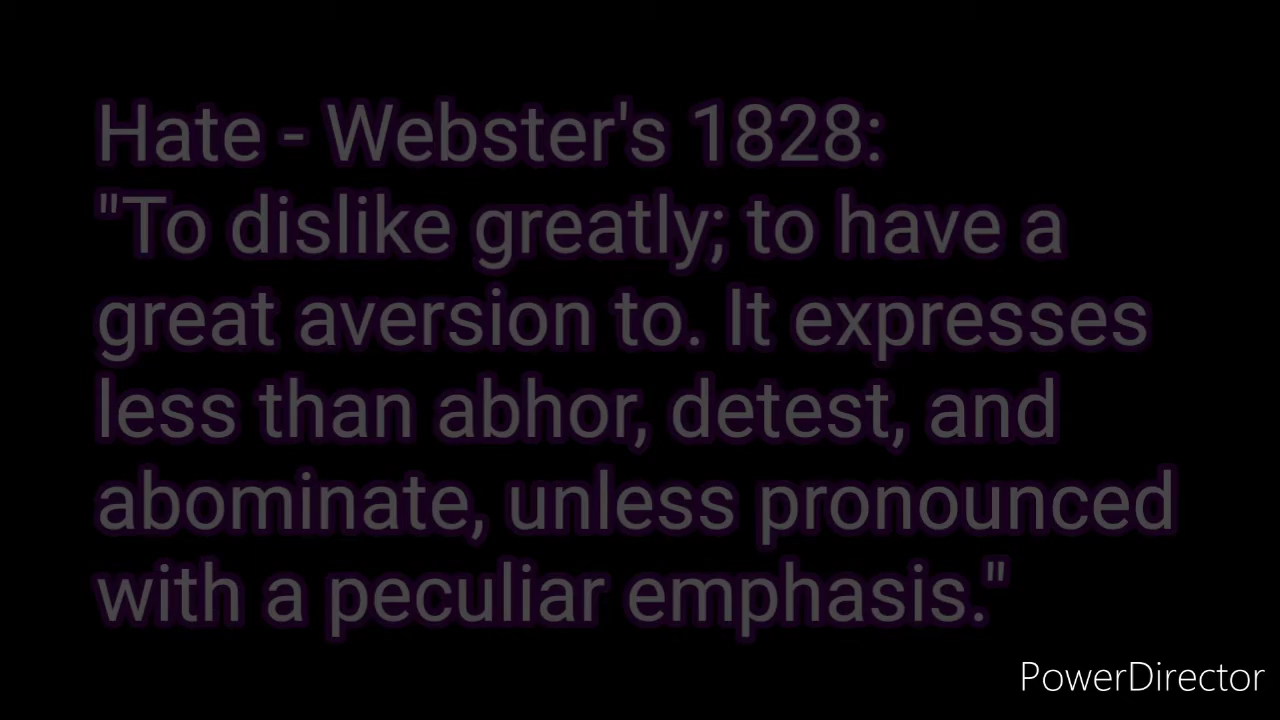 Hate - Webster's 1828:
"To dislike greatly; to have a
great aversion to. It expresses
less than abhor, detest, and
abominate, unless pronounced
with a peculiar emphasis."
PowerDirector